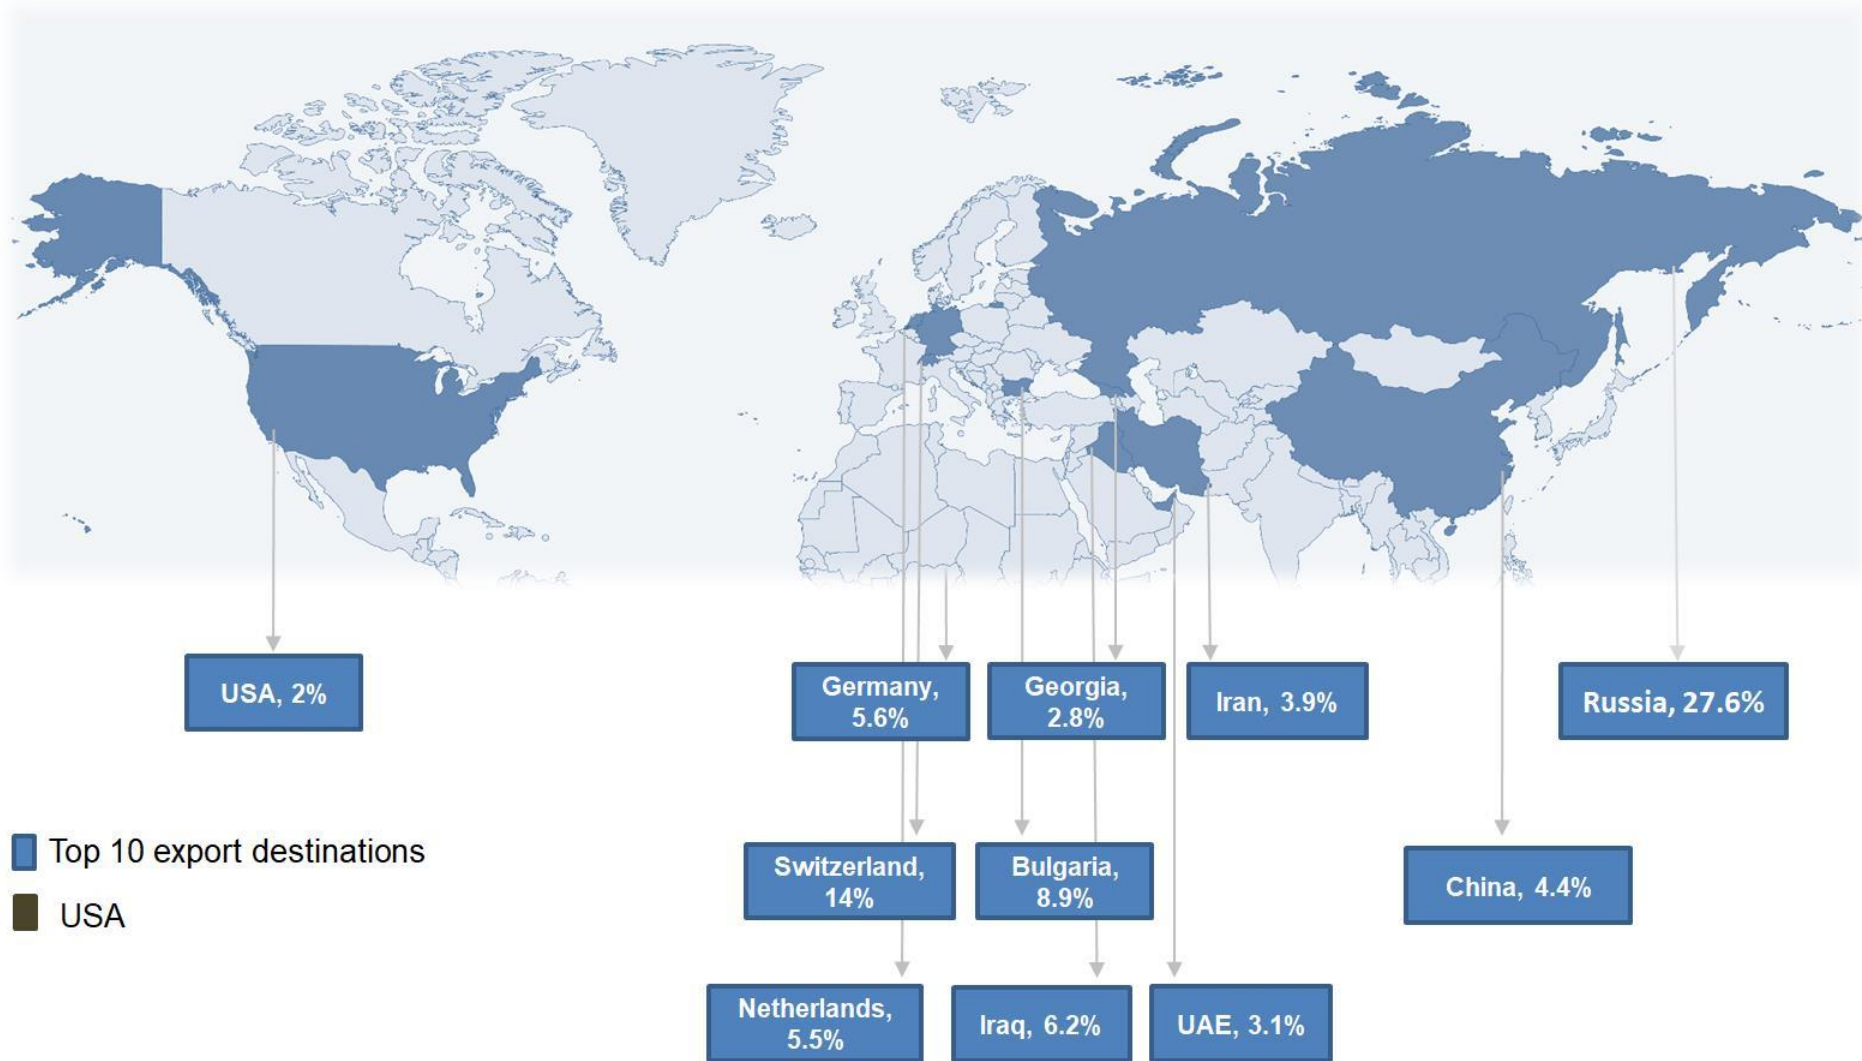 USA, 2%
Germany,
5.6%
Georgia,
2.8%
Iran, 3.9%
Russia, 27.6%
Top 10 export destinations
USA
Switzerland,
14%
Bulgaria,
8.9%
China, 4.4%
Netherlands,
5.5%
Iraq, 6.2%
UAE, 3.1%